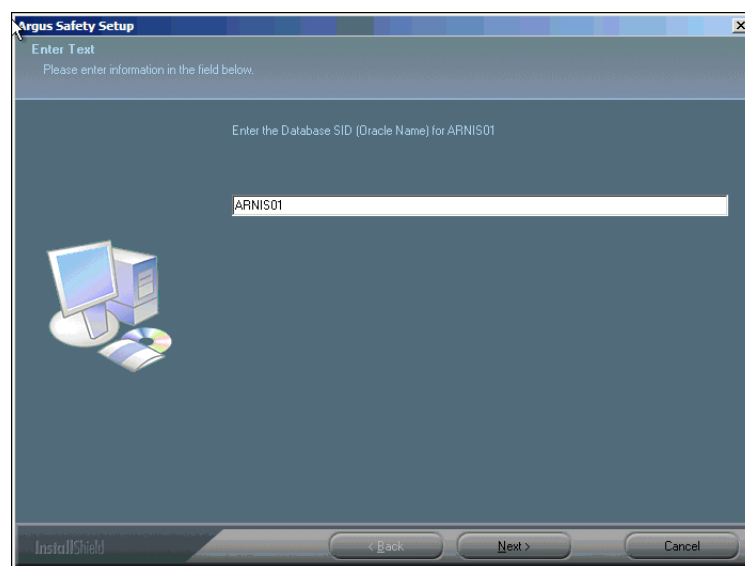 Argus Safety Setup
Enter Text
Please enter information in the field below.
Enter the Database SID (Oracle Name) for ARNIS01
ARNIS01
InstallShield
< Back
Next >
Cancel